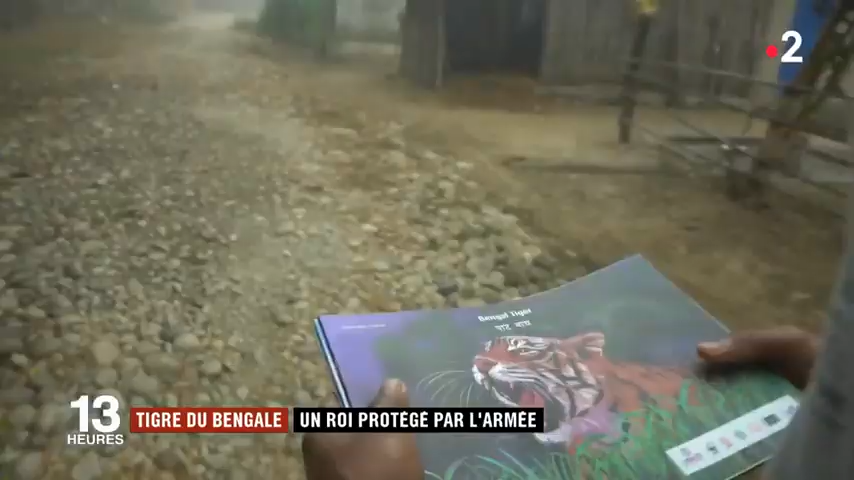 2
Bengal Tiger
पाटे बाघ
13
HEURES
TIGRE DU BENGALE
UN ROI PROTÉGÉ PAR L'ARMÉE